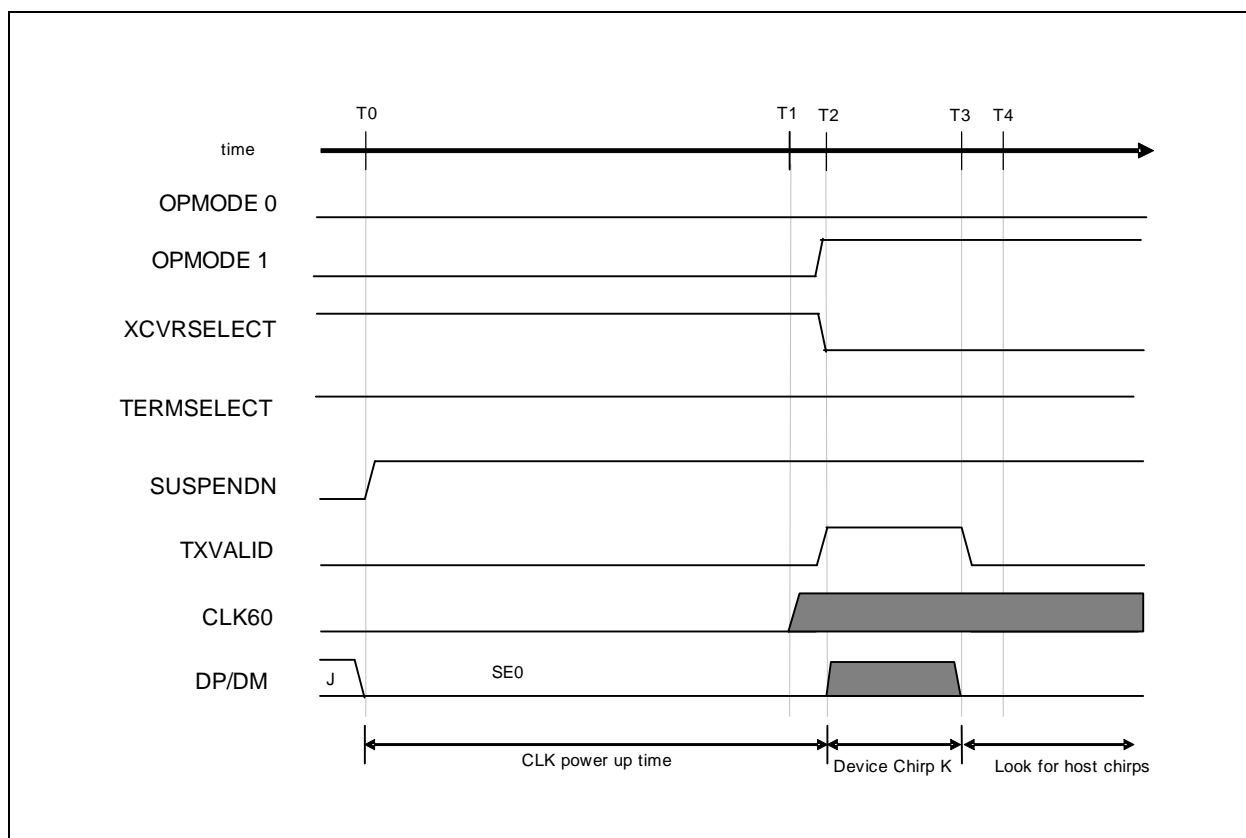 T0
T1
T2
T3
T4
time
OPMODE 0
OPMODE 1
XCVRSELECT
TERMSELECT
SUSPENDN
TXVALID
CLK60
DP/DM
J
SE0
CLK power up time
Device Chirp K
Look for host chirps